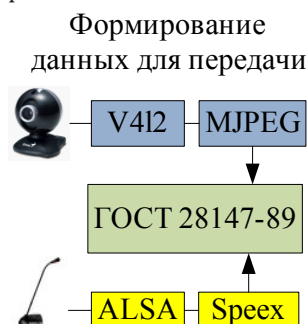 Формирование
данных для передачи
V4l2 MJPEG
ГОСТ 28147-89
ALSA Speex